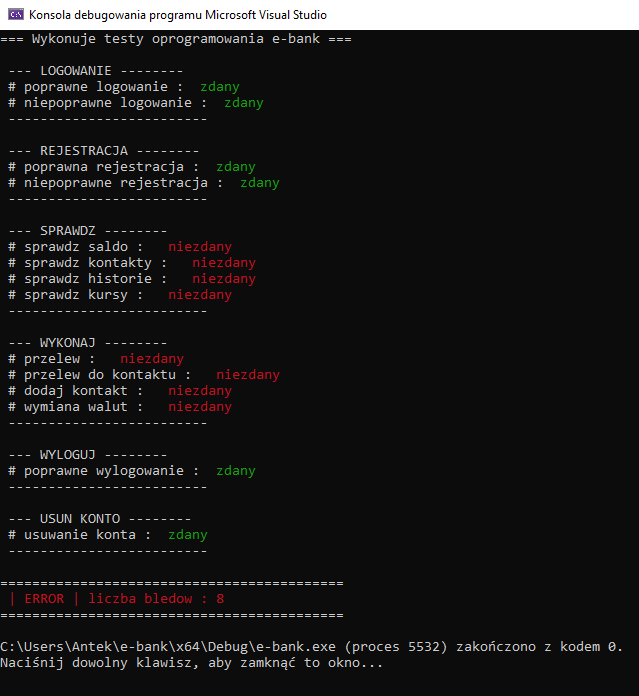 C:\ Konsola debugowania programu Microsoft Visual Studio
=== Wykonuje testy oprogramowania e-bank ===
--- LOGOWANIE --------
# poprawne logowanie :  zdany
# niepoprawne logowanie :  zdany
-------------------------
--- REJESTRACJA --------
# poprawna rejestracja :  zdany
# niepoprawne rejestracja :  zdany
-------------------------
--- SPRAWDZ --------
# sprawdz saldo :   niezdany
# sprawdz kontakty :   niezdany
# sprawdz historie :   niezdany
# sprawdz kursy :   niezdany
-------------------------
--- WYKONAJ --------
# przelew :   niezdany
# przelew do kontaktu :   niezdany
# dodaj kontakt :   niezdany
# wymiana walut :   niezdany
-------------------------
--- WYLOGUJ --------
# poprawne wylogowanie :  zdany
-------------------------
--- USUN KONTO --------
# usuwanie konta :  zdany
-------------------------
===========================================
| ERROR | liczba bledow : 8
===========================================
C:\Users\Antek\e-bank\x64\Debug\e-bank.exe (proces 5532) zakończono z kodem 0.
Naciśnij dowolny klawisz, aby zamknąć to okno...